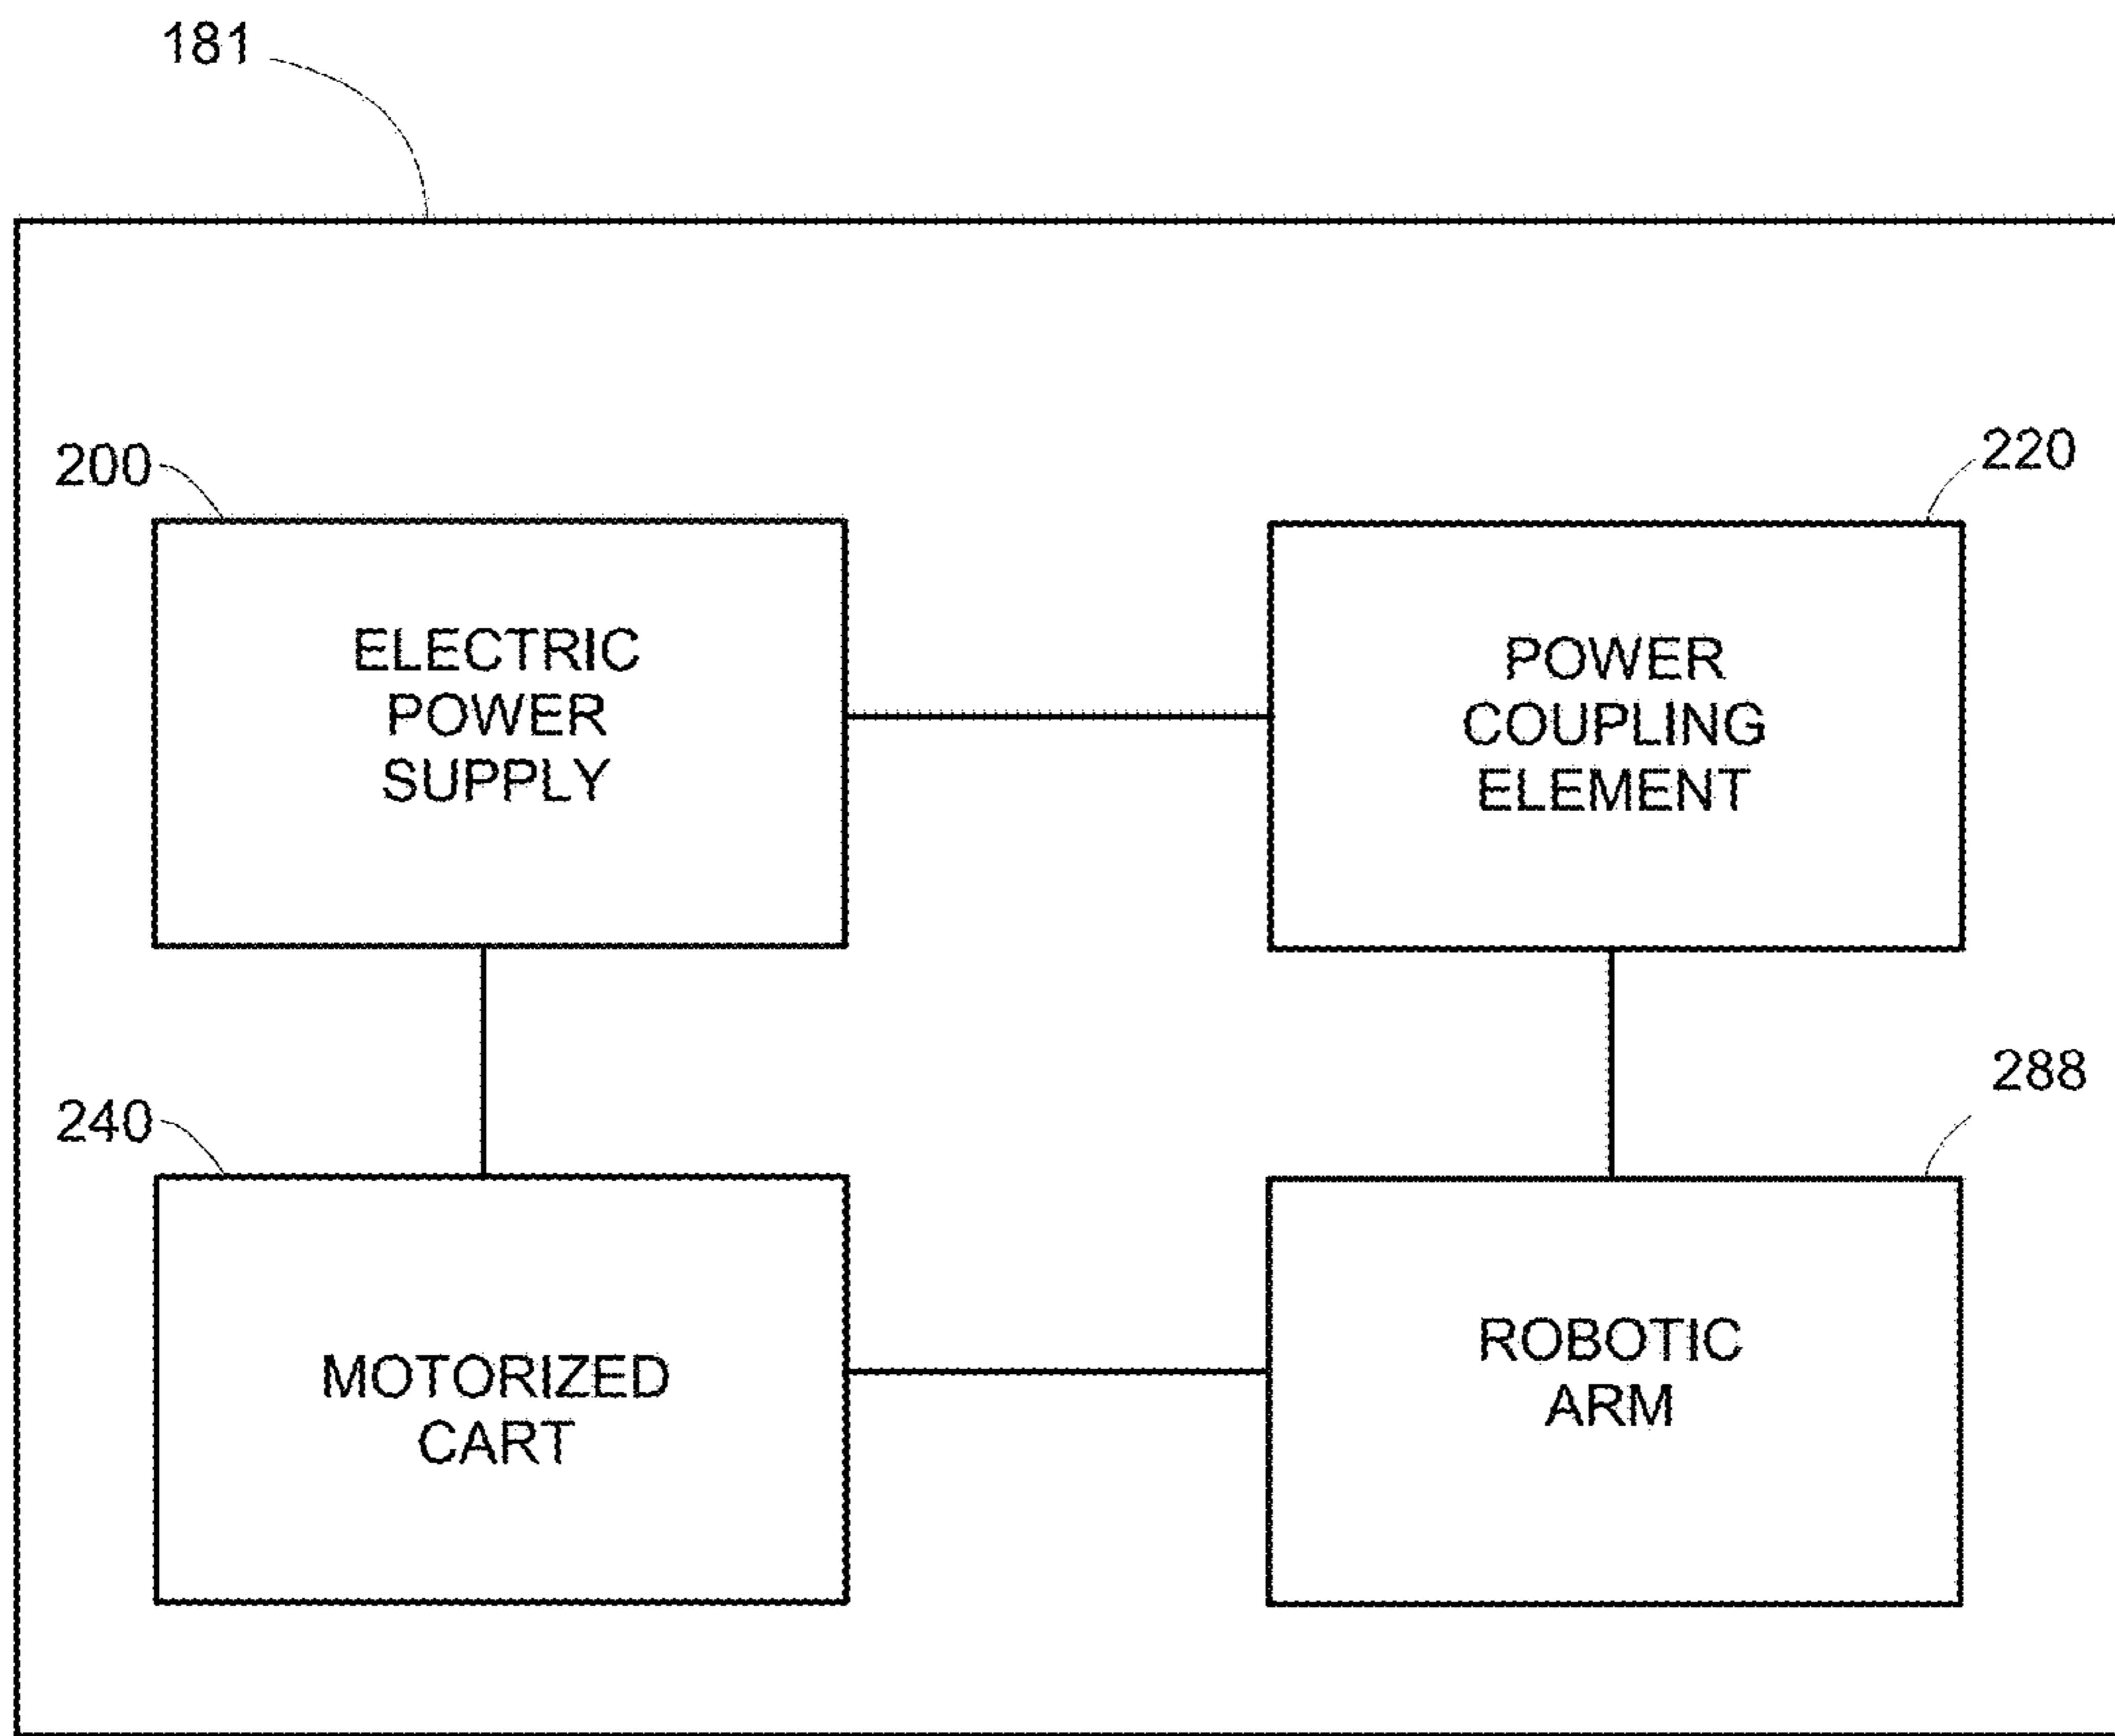 181
200
220
ELECTRIC
POWER
SUPPLY
POWER
COUPLING
ELEMENT
240
288
MOTORIZED
CART
ROBOTIC
ARM